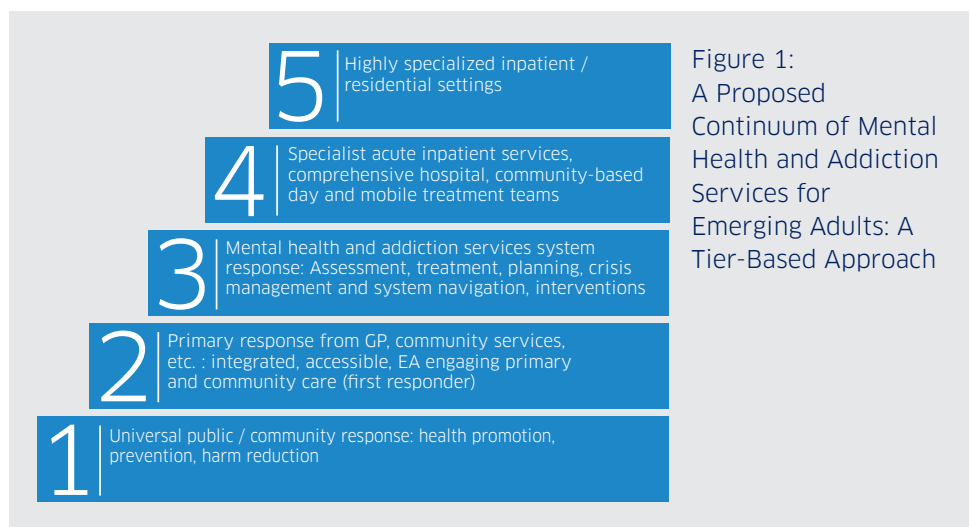 5
Highly specialized inpatient /
residential settings
4
Specialist acute inpatient services,
comprehensive hospital, community-based
day and mobile treatment teams
3
Mental health and addiction services system
response: Assessment, treatment, planning, crisis
management and system navigation, interventions
2
Primary response from GP, community services,
etc. : integrated, accessible, EA engaging primary
and community care (first responder)
1
Universal public / community response: health promotion,
prevention, harm reduction
Figure 1:
A Proposed
Continuum of Mental
Health and Addiction
Services for
Emerging Adults: A
Tier-Based Approach